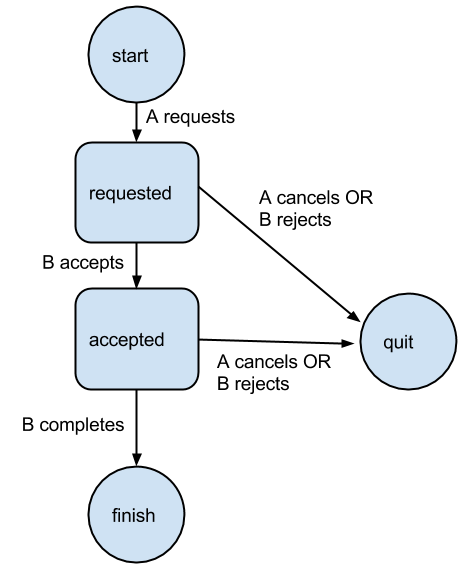 start
A requests
requested
A cancels OR
B rejects
B accepts
accepted
quit
A cancels OR
B rejects
B completes
finish